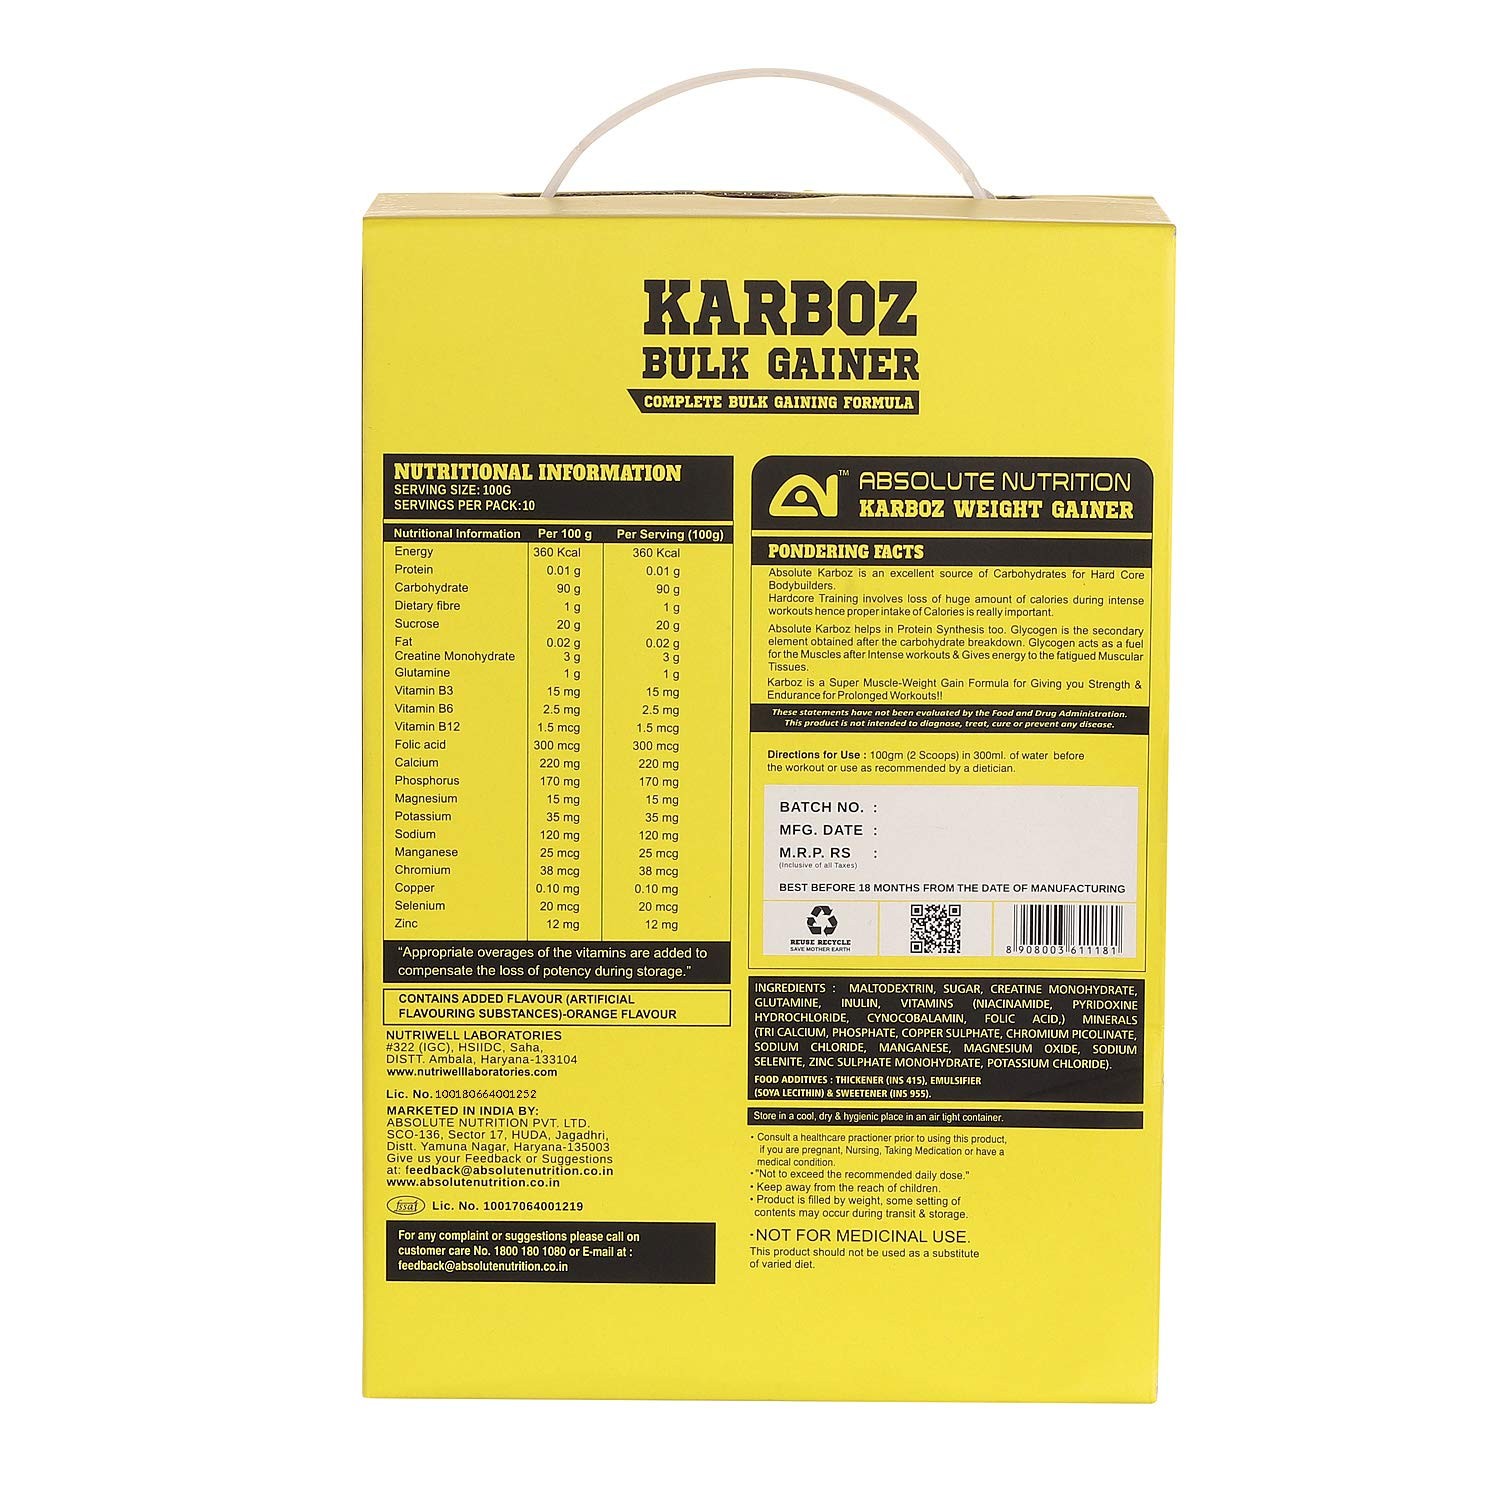 KARBOZ
BULK GAINER
COMPLETE BULK GAINING FORMULA
NUTRITIONAL INFORMATION
SERVING SIZE: 100G
SERVINGS PER PACK:10
Nutritional Information Per 100 g Per Serving (100g)
Energy 360 Kcal 360 Kcal
Protein 0.01 g 0.01 g
Carbohydrate 90 g 90 g
Dietary fibre 1 g 1 g
Sucrose 20 g 20 g
Fat 0.02 g 0.02 g
Creatine Monohydrate 3 g 3 g
Glutamine 1 g 1 g
Vitamin B3 15 mg 15 mg
Vitamin B6 2.5 mg 2.5 mg
Vitamin B12 1.5 mcg 1.5 mcg
Folic acid 300 mcg 300 mcg
Calcium 220 mg 220 mg
Phosphorus 170 mg 170 mg
Magnesium 15 mg 15 mg
Potassium 35 mg 35 mg
Sodium 120 mg 120 mg
Manganese 25 mcg 25 mcg
Chromium 38 mcg 38 mcg
Copper 0.10 mg 0.10 mg
Selenium 20 mcg 20 mcg
Zinc 12 mg 12 mg
"Appropriate overages of the vitamins are added to
compensate the loss of potency during storage."
CONTAINS ADDED FLAVOUR (ARTIFICIAL
FLAVOURING SUBSTANCES)-ORANGE FLAVOUR
NUTRIWELL LABORATORIES
#322 (IGC), HSIIDC, Saha,
DISTT. Ambala, Haryana-133104
www.nutriwelllaboratories.com
Lic. No. 100180664001252
MARKETED IN INDIA BY:
ABSOLUTE NUTRITION PVT. LTD.
SCO-136, Sector 17, HUDA, Jagadhri,
Distt. Yamuna Nagar, Haryana-135003
Give us your Feedback or Suggestions
at: feedback@absolutenutrition.co.in
www.absolutenutrition.co.in
fssai Lic. No. 10017064001219
For any complaint or suggestions please call on
customer care No. 1800 180 1080 or E-mail at :
feedback@absolutenutrition.co.in
TM ABSOLUTE NUTRITION
KARBOZ WEIGHT GAINER
PONDERING FACTS
Absolute Karboz is an excellent source of Carbohydrates for Hard Core
Bodybuilders.
Hardcore Training involves loss of huge amount of calories during intense
workouts hence proper intake of Calories is really important.
Absolute Karboz helps in Protein Synthesis too. Glycogen is the secondary
element obtained after the carbohydrate breakdown. Glycogen acts as a fuel
for the Muscles after Intense workouts & Gives energy to the fatigued Muscular
Tissues.
Karboz is a Super Muscle-Weight Gain Formula for Giving you Strength &
Endurance for Prolonged Workouts!!
These statements have not been evaluated by the Food and Drug Administration.
This product is not intended to diagnose, treat, cure or prevent any disease.
Directions for Use : 100gm (2 Scoops) in 300ml. of water before
the workout or use as recommended by a dietician.
BATCH NO. :
MFG. DATE :
M.R.P. RS :
(Inclusive of all Taxes)
BEST BEFORE 18 MONTHS FROM THE DATE OF MANUFACTURING
REUSE RECYCLE
SAVE MOTHER EARTH
8 908003 611181
INGREDIENTS : MALTODEXTRIN, SUGAR, CREATINE MONOHYDRATE,
GLUTAMINE, INULIN, VITAMINS (NIACINAMIDE, PYRIDOXINE
HYDROCHLORIDE, CYNOCOBALAMIN, FOLIC ACID,) MINERALS
(TRI CALCIUM, PHOSPHATE, COPPER SULPHATE, CHROMIUM PICOLINATE,
SODIUM CHLORIDE, MANGANESE, MAGNESIUM OXIDE, SODIUM
SELENITE, ZINC SULPHATE MONOHYDRATE, POTASSIUM CHLORIDE).
FOOD ADDITIVES : THICKENER (INS 415), EMULSIFIER
(SOYA LECITHIN) & SWEETENER (INS 955).
Store in a cool, dry & hygienic place in an air tight container.
• Consult a healthcare practioner prior to using this product,
if you are pregnant, Nursing, Taking Medication or have a
medical condition.
• "Not to exceed the recommended daily dose."
• Keep away from the reach of children.
• Product is filled by weight, some setting of
contents may occur during transit & storage.
-NOT FOR MEDICINAL USE.
This product should not be used as a substitute
of varied diet.